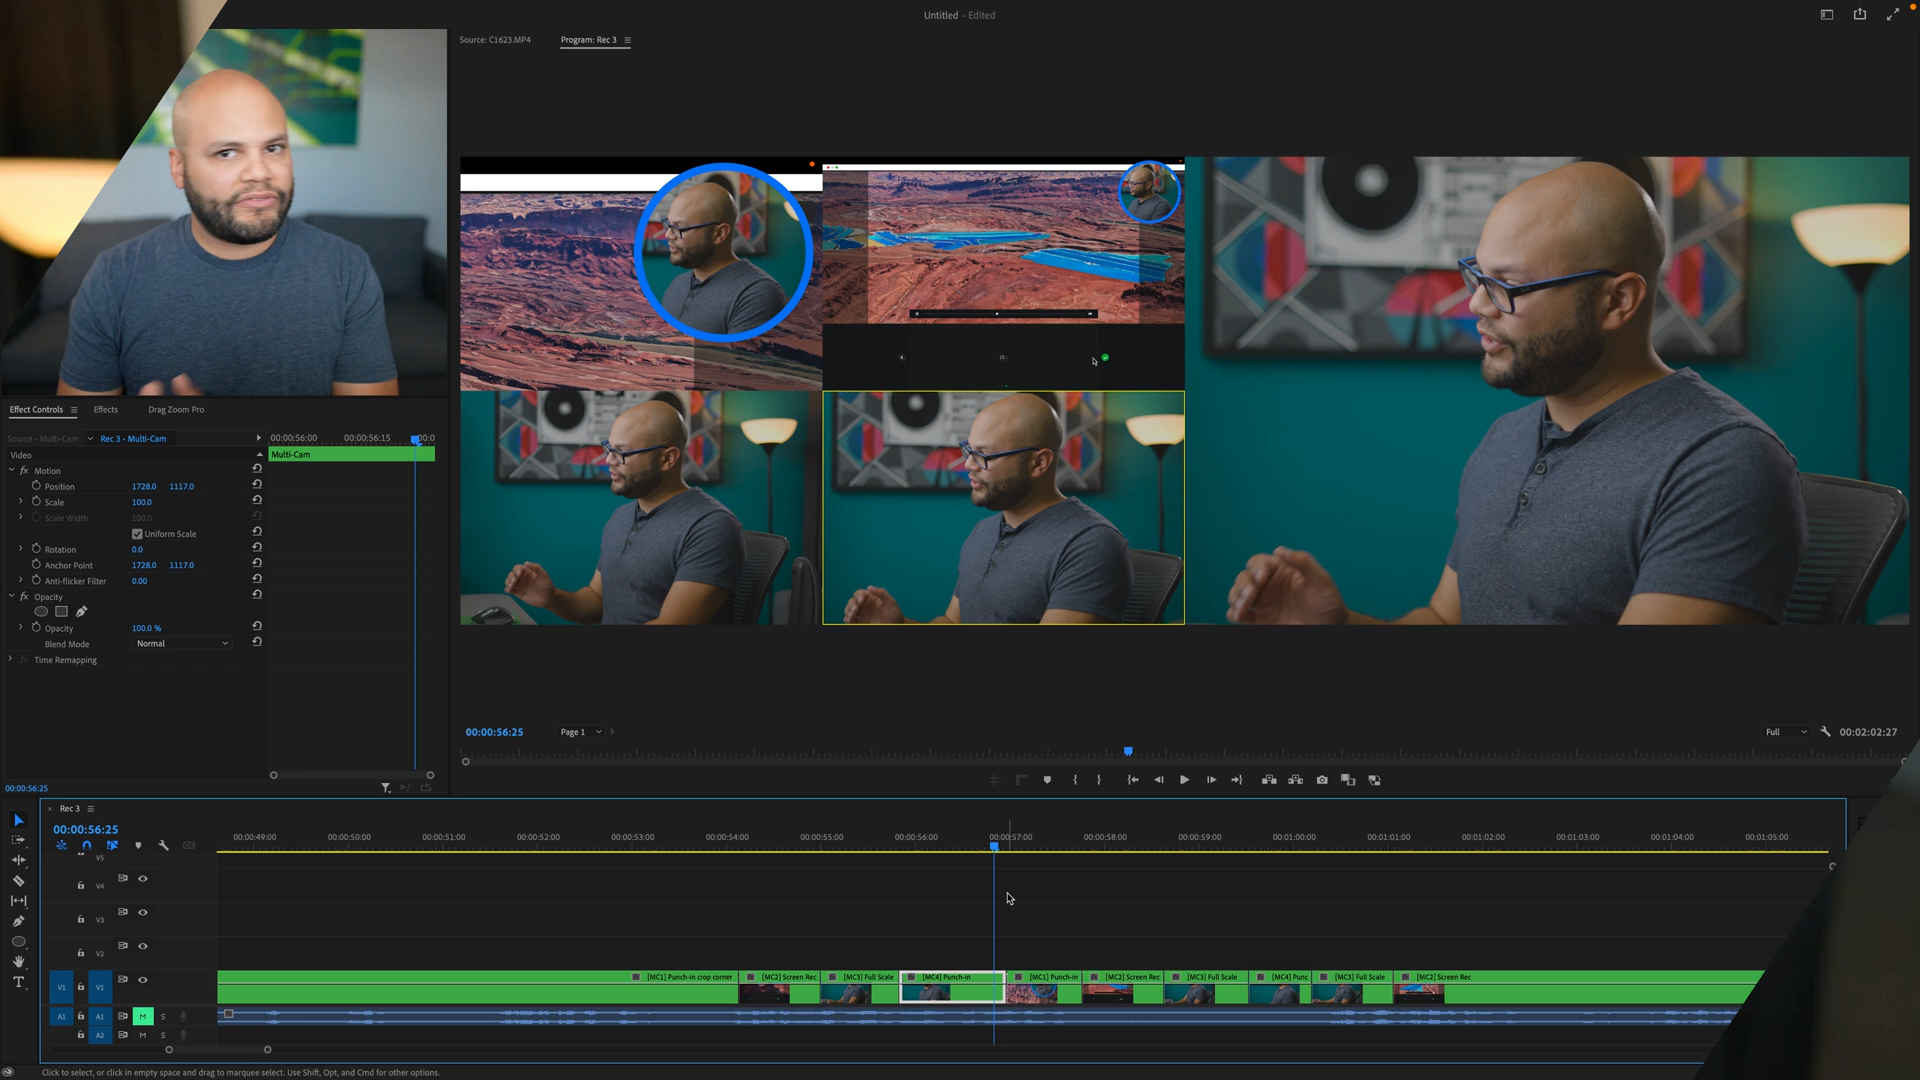 Untitled - Edited
Source: C1623.MP4
Program: Rec 3
Effect Controls
Effects
Drag Zoom Pro
Source - Multi-Cam
Rec 3 - Multi-Cam
00:00:56:00
00:00:56:15
00:0
Video
Multi-Cam
fx Motion
Position 1728.0 1117.0
Scale 100.0
Scale Width 100.0
Uniform Scale
Rotation 0.0
Anchor Point 1728.0 1117.0
Anti-flicker Filter 0.00
fx Opacity
Opacity 100.0 %
Blend Mode Normal
fx Time Remapping
00:00:56:25
00:00:56:25
Page 1
Full
00:02:02:27
Rec 3
00:00:56:25
00:00:49:00
00:00:50:00
00:00:51:00
00:00:52:00
00:00:53:00
00:00:54:00
00:00:55:00
00:00:56:00
00:00:57:00
00:00:58:00
00:00:59:00
00:01:00:00
00:01:01:00
00:01:02:00
00:01:03:00
00:01:04:00
00:01:05:00
V5
V4
V3
V2
V1 V1
[MC1] Punch-in crop corner
[MC2] Screen Rec
[MC3] Full Scale
[MC4] Punch-in
[MC1] Punch-in
[MC2] Screen Rec
[MC3] Full Scale
[MC4] Punc
[MC3] Full Scale
[MC2] Screen Rec
A1 A1 M S
A2 M S
Click to select, or click in empty space and drag to marquee select. Use Shift, Opt, and Cmd for other options.